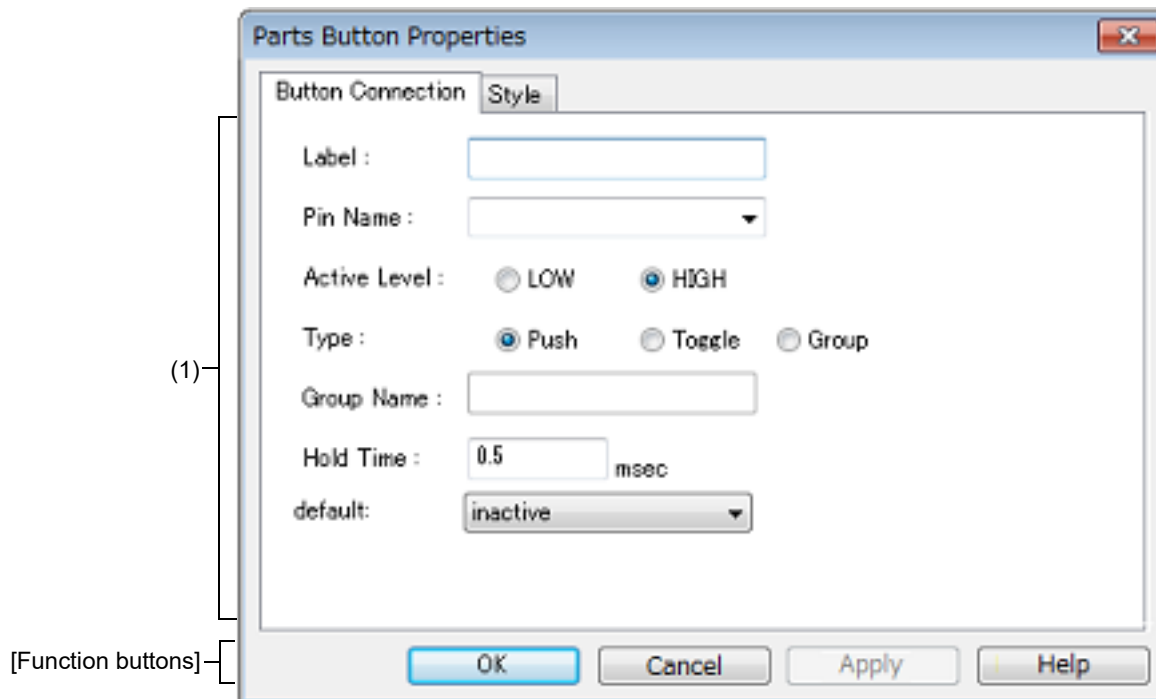 Parts Button Properties
Button Connection Style
Label :
Pin Name :
Active Level : LOW HIGH
Type : Push Toggle Group
(1)
Group Name :
Hold Time : 0.5 msec
default: inactive
[Function buttons] OK Cancel Apply Help